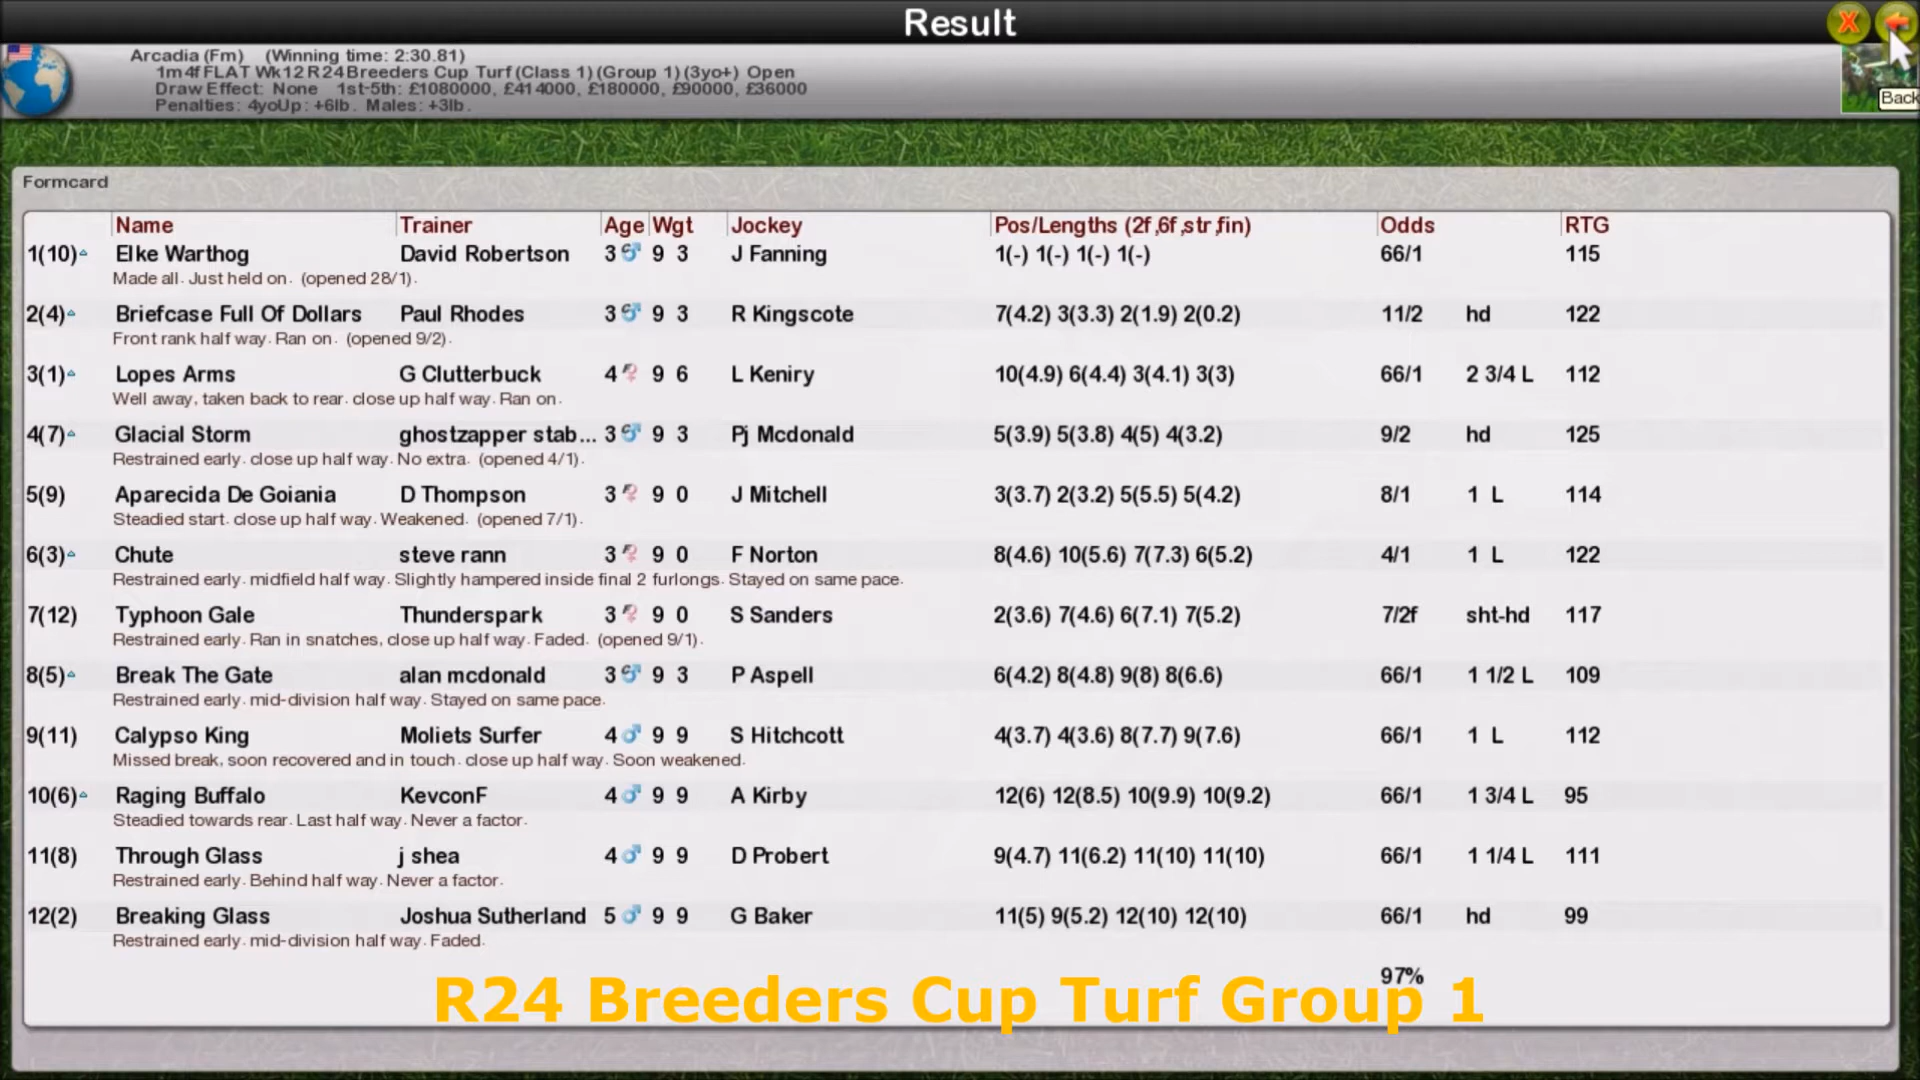 Result
Arcadia (Fm) (Winning time: 2:30.81)
1m4f FLAT Wk12 R24 Breeders Cup Turf (Class 1) (Group 1) (3yo+) Open
Draw Effect: None 1st-5th: £1080000, £414000, £180000, £90000, £36000
Penalties: 4yoUp: +6lb. Males: +3lb.
Back
Formcard
Name Trainer Age Wgt Jockey Pos/Lengths (2f,6f,str,fin) Odds RTG
1(10) Elke Warthog David Robertson 3 9 3 J Fanning 1(-) 1(-) 1(-) 1(-) 66/1 115
Made all. Just held on. (opened 28/1).
2(4) Briefcase Full Of Dollars Paul Rhodes 3 9 3 R Kingscote 7(4.2) 3(3.3) 2(1.9) 2(0.2) 11/2 hd 122
Front rank half way. Ran on. (opened 9/2).
3(1) Lopes Arms G Clutterbuck 4 9 6 L Keniry 10(4.9) 6(4.4) 3(4.1) 3(3) 66/1 2 3/4 L 112
Well away, taken back to rear. close up half way. Ran on.
4(7) Glacial Storm ghostzapper stab... 3 9 3 Pj Mcdonald 5(3.9) 5(3.8) 4(5) 4(3.2) 9/2 hd 125
Restrained early. close up half way. No extra. (opened 4/1).
5(9) Aparecida De Goiania D Thompson 3 9 0 J Mitchell 3(3.7) 2(3.2) 5(5.5) 5(4.2) 8/1 1 L 114
Steadied start. close up half way. Weakened. (opened 7/1).
6(3) Chute steve rann 3 9 0 F Norton 8(4.6) 10(5.6) 7(7.3) 6(5.2) 4/1 1 L 122
Restrained early. midfield half way. Slightly hampered inside final 2 furlongs. Stayed on same pace.
7(12) Typhoon Gale Thunderspark 3 9 0 S Sanders 2(3.6) 7(4.6) 6(7.1) 7(5.2) 7/2f sht-hd 117
Restrained early. Ran in snatches, close up half way. Faded. (opened 9/1).
8(5) Break The Gate alan mcdonald 3 9 3 P Aspell 6(4.2) 8(4.8) 9(8) 8(6.6) 66/1 1 1/2 L 109
Restrained early. mid-division half way. Stayed on same pace.
9(11) Calypso King Moliets Surfer 4 9 9 S Hitchcott 4(3.7) 4(3.6) 8(7.7) 9(7.6) 66/1 1 L 112
Missed break, soon recovered and in touch. close up half way. Soon weakened.
10(6) Raging Buffalo KevconF 4 9 9 A Kirby 12(6) 12(8.5) 10(9.9) 10(9.2) 66/1 1 3/4 L 95
Steadied towards rear. Last half way. Never a factor.
11(8) Through Glass j shea 4 9 9 D Probert 9(4.7) 11(6.2) 11(10) 11(10) 66/1 1 1/4 L 111
Restrained early. Behind half way. Never a factor.
12(2) Breaking Glass Joshua Sutherland 5 9 9 G Baker 11(5) 9(5.2) 12(10) 12(10) 66/1 hd 99
Restrained early. mid-division half way. Faded.
97%
R24 Breeders Cup Turf Group 1